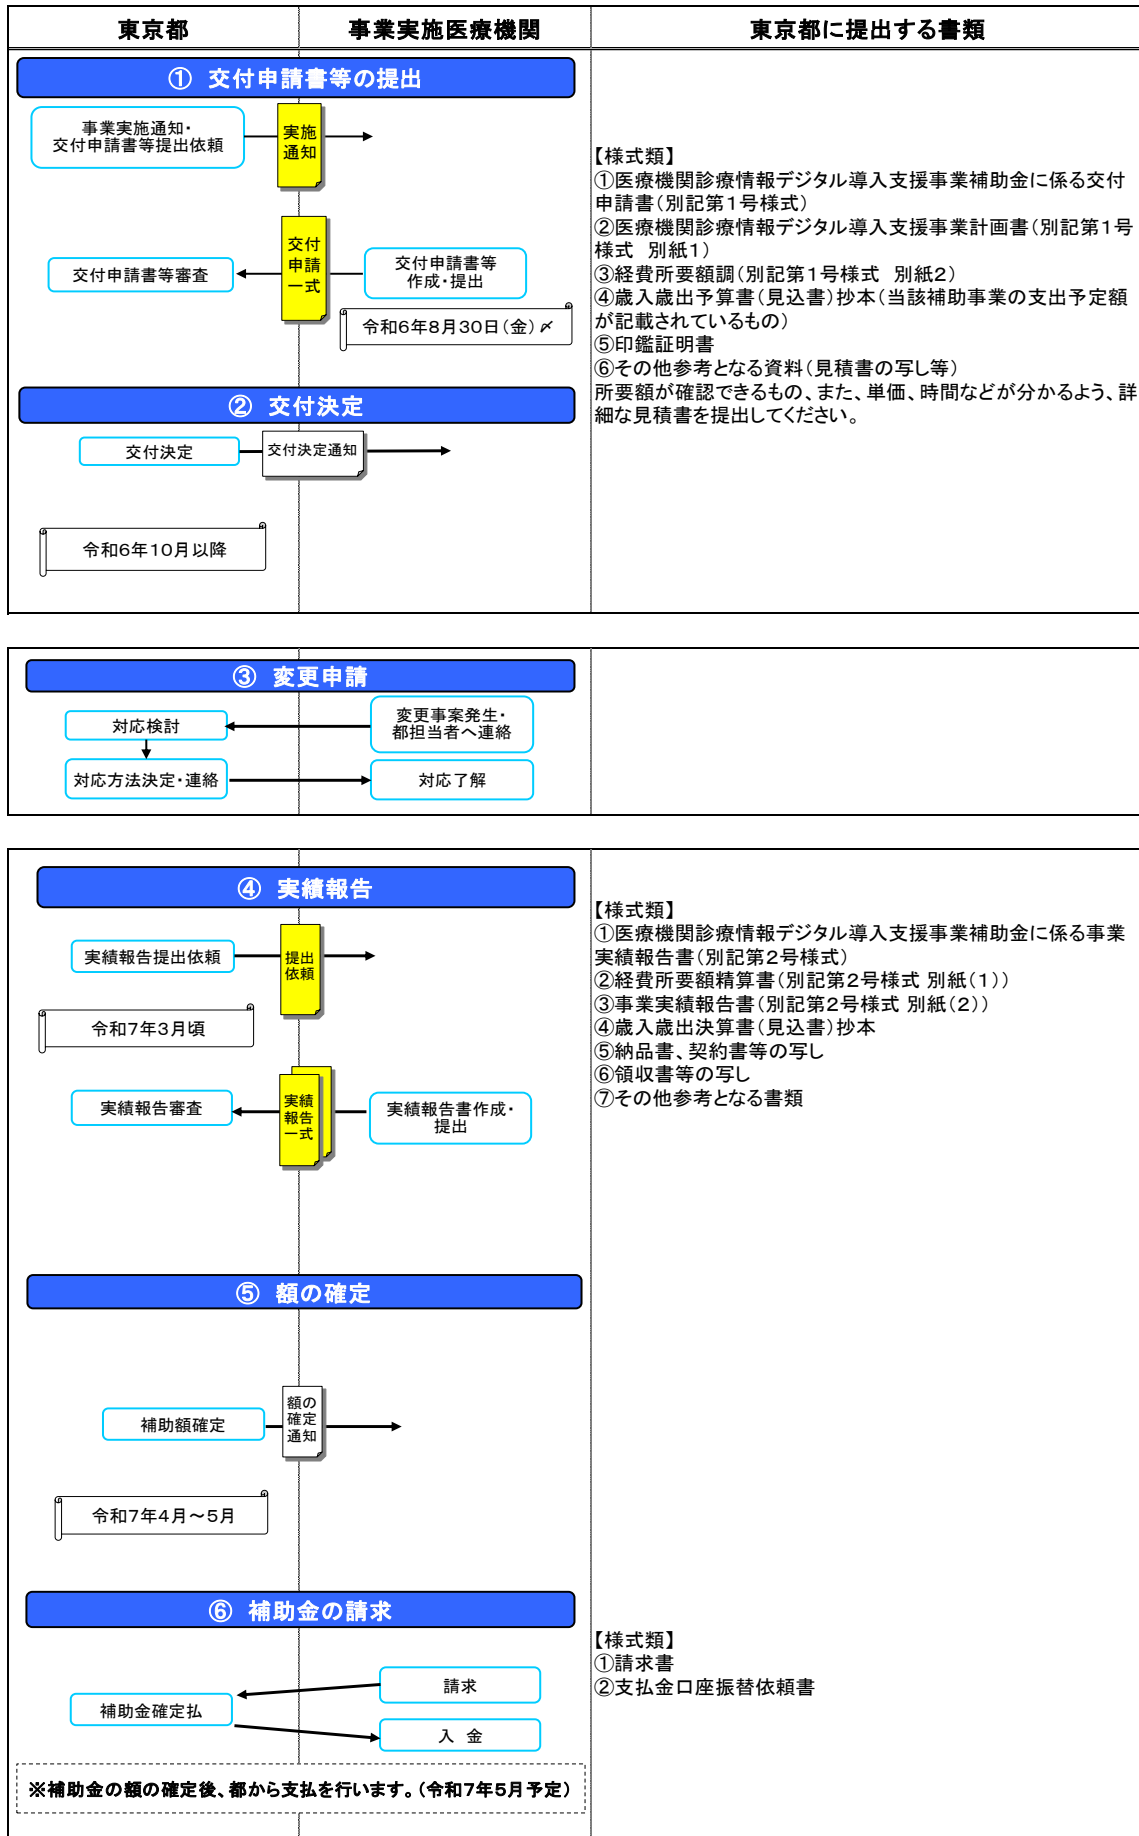 東京都
事業実施医療機関
東京都に提出する書類
① 交付申請書等の提出
事業実施通知・
交付申請書等提出依頼
実施
通知
交付申請書等審査
交付
申請
一式
交付申請書等
作成・提出
令和6年8月30日(金)〆
【様式類】
①医療機関診療情報デジタル導入支援事業補助金に係る交付
申請書(別記第1号様式)
②医療機関診療情報デジタル導入支援事業計画書(別記第1号
様式 別紙1)
③経費所要額調(別記第1号様式 別紙2)
④歳入歳出予算書(見込書)抄本(当該補助事業の支出予定額
が記載されているもの)
⑤印鑑証明書
⑥その他参考となる資料(見積書の写し等)
所要額が確認できるもの、また、単価、時間などが分かるよう、詳
細な見積書を提出してください。
② 交付決定
交付決定
交付決定通知
令和6年10月以降
③ 変更申請
対応検討
変更事案発生・
都担当者へ連絡
対応方法決定・連絡
対応了解
④ 実績報告
実績報告提出依頼
提出
依頼
令和7年3月頃
実績報告審査
実績
報告
一式
実績報告書作成・
提出
【様式類】
①医療機関診療情報デジタル導入支援事業補助金に係る事業
実績報告書(別記第2号様式)
②経費所要額精算書(別記第2号様式 別紙(1))
③事業実績報告書(別記第2号様式 別紙(2))
④歳入歳出決算書(見込書)抄本
⑤納品書、契約書等の写し
⑥領収書等の写し
⑦その他参考となる書類
⑤ 額の確定
補助額確定
額の
確定
通知
令和7年4月～5月
⑥ 補助金の請求
補助金確定払
請求
入 金
※補助金の額の確定後、都から支払を行います。(令和7年5月予定)
【様式類】
①請求書
②支払金口座振替依頼書